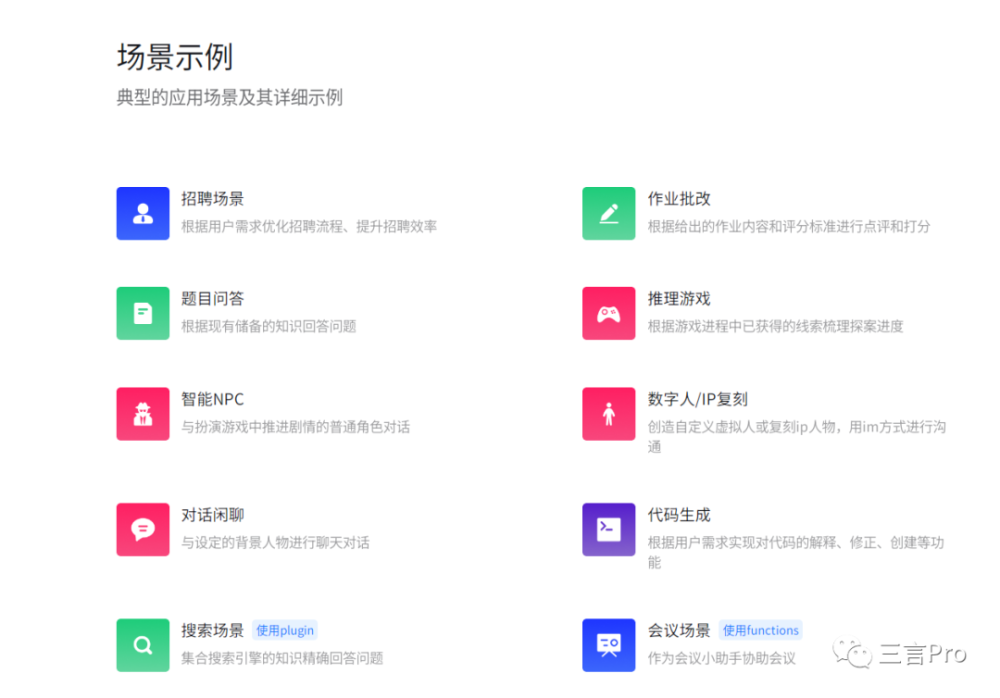 场景示例
典型的应用场景及其详细示例
招聘场景
根据用户需求优化招聘流程、提升招聘效率
作业批改
根据给出的作业内容和评分标准进行点评和打分
题目问答
根据现有储备的知识回答问题
推理游戏
根据游戏进程中已获得的线索梳理探案进度
智能NPC
与扮演游戏中推进剧情的普通角色对话
数字人/IP复刻
创造自定义虚拟人或复刻ip人物，用im方式进行沟
通
对话闲聊
与设定的背景人物进行聊天对话
代码生成
根据用户需求实现对代码的解释、修正、创建等功
能
搜索场景 使用plugin
集合搜索引擎的知识精确回答问题
会议场景 使用functions
作为会议小助手协助会议
三言Pro